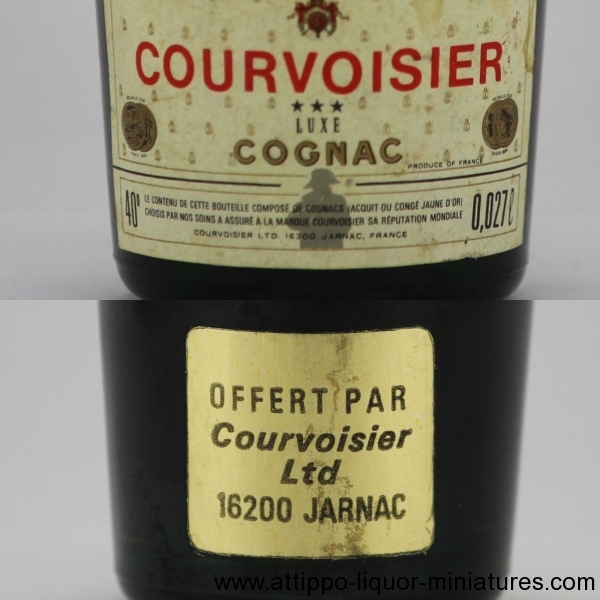 COURVOISIER
★★★
LUXE
COGNAC
PRODUCE OF FRANCE
40° LE CONTENU DE CETTE BOUTEILLE COMPOSÉ DE COGNACS (ACQUIT OU CONGÉ JAUNE D'OR) 0,027 ℓ
CHOISIS PAR NOS SOINS A ASSURÉ A LA MARQUE COURVOISIER SA RÉPUTATION MONDIALE
COURVOISIER LTD. 16200 JARNAC, FRANCE
OFFERT PAR
Courvoisier
Ltd
16200 JARNAC
www.attippo-liquor-miniatures.com